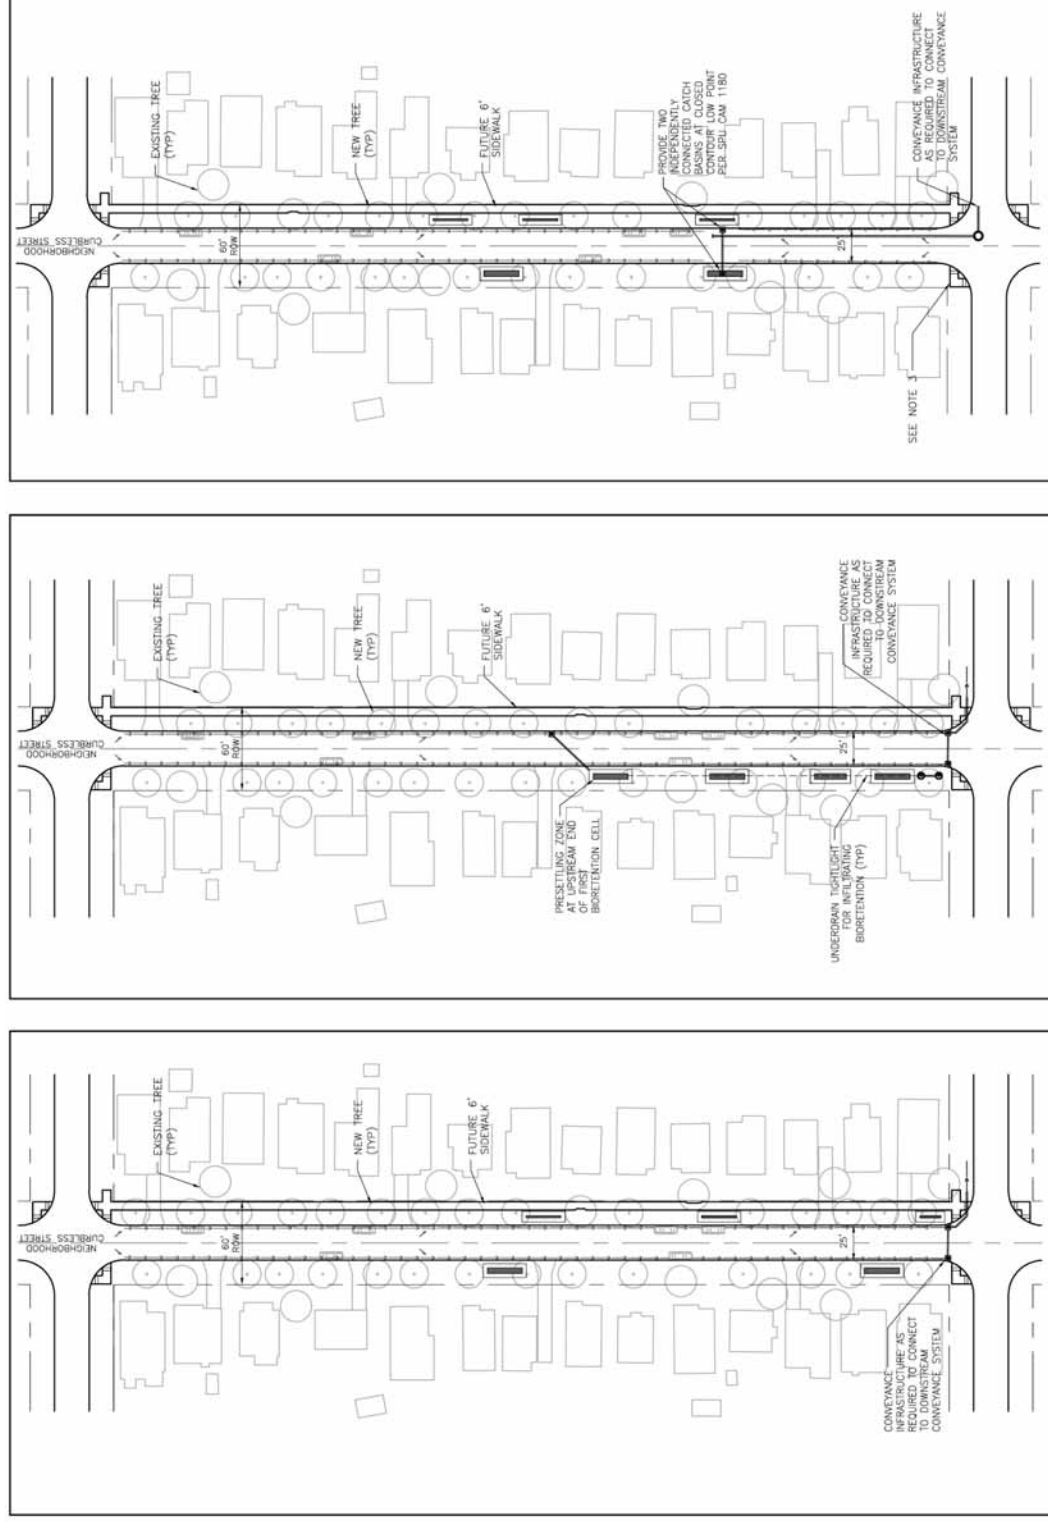 NEIGHBORHOOD
CURBLESS STREET
EXISTING TREE
(TYP)
60'
ROW
NEW TREE
(TYP)
FUTURE 6'
SIDEWALK
PROVIDE TWO
INDEPENDENTLY
CONNECTED CATCH
BASINS AT CLOSED
CONTOUR LOW POINT
PER SPU CAM 1180
25'
SEE NOTE 3
CONVEYANCE INFRASTRUCTURE
AS REQUIRED TO CONNECT
TO DOWNSTREAM CONVEYANCE
SYSTEM
NEIGHBORHOOD
CURBLESS STREET
EXISTING TREE
(TYP)
60'
ROW
NEW TREE
(TYP)
FUTURE 6'
SIDEWALK
PRESETTLING ZONE
AT UPSTREAM END
OF FIRST
BIORETENTION CELL
25'
UNDERDRAIN TIGHTLIGHT
FOR INFILTRATING
BIORETENTION (TYP)
CONVEYANCE
INFRASTRUCTURE AS
REQUIRED TO CONNECT
TO DOWNSTREAM
CONVEYANCE SYSTEM
NEIGHBORHOOD
CURBLESS STREET
EXISTING TREE
(TYP)
60'
ROW
NEW TREE
(TYP)
FUTURE 6'
SIDEWALK
25'
CONVEYANCE
INFRASTRUCTURE AS
REQUIRED TO CONNECT
TO DOWNSTREAM
CONVEYANCE SYSTEM